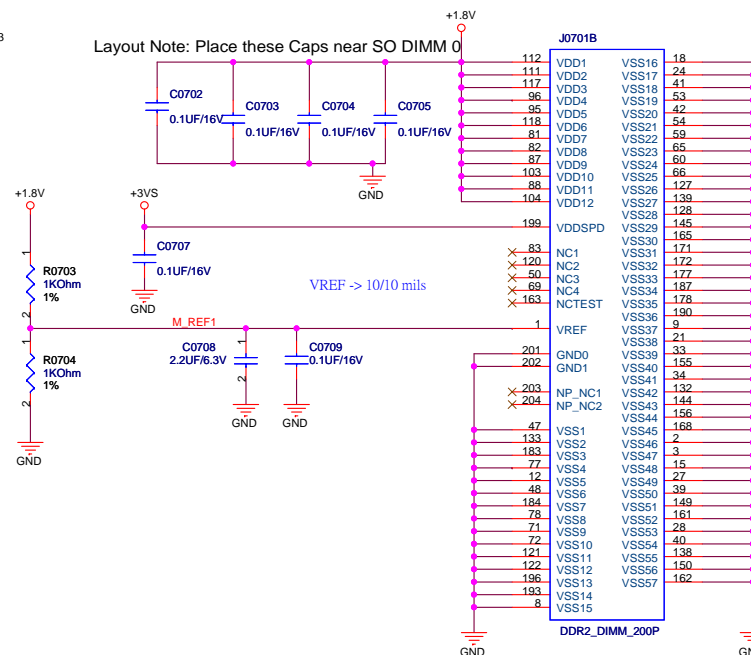 B
+1.8V
Layout Note: Place these Caps near SO DIMM 0
J0701B
C0702
0.1UF/16V
C0703
0.1UF/16V
C0704
0.1UF/16V
C0705
0.1UF/16V
GND
+1.8V
+3VS
C0707
0.1UF/16V
GND
VREF -> 10/10 mils
1
R0703
1KOhm
1%
2
M_REF1
1
R0704
1KOhm
1%
2
GND
C0708
2.2UF/6.3V
1
2
GND
C0709
0.1UF/16V
GND
112 VDD1 VSS16 18
111 VDD2 VSS17 24
117 VDD3 VSS18 41
96 VDD4 VSS19 53
95 VDD5 VSS20 42
118 VDD6 VSS21 54
81 VDD7 VSS22 59
82 VDD8 VSS23 65
87 VDD9 VSS24 60
103 VDD10 VSS25 66
88 VDD11 VSS26 127
104 VDD12 VSS27 139
VSS28 128
199 VDDSPD VSS29 145
VSS30 165
83 NC1 VSS31 171
120 NC2 VSS32 172
50 NC3 VSS33 177
69 NC4 VSS34 187
163 NCTEST VSS35 178
VSS36 190
1 VREF VSS37 9
VSS38 21
201 GND0 VSS39 33
202 GND1 VSS40 155
VSS41 34
203 NP_NC1 VSS42 132
204 NP_NC2 VSS43 144
VSS44 156
47 VSS1 VSS45 168
133 VSS2 VSS46 2
183 VSS3 VSS47 3
77 VSS4 VSS48 15
12 VSS5 VSS49 27
48 VSS6 VSS50 39
184 VSS7 VSS51 149
78 VSS8 VSS52 161
71 VSS9 VSS53 28
72 VSS10 VSS54 40
121 VSS11 VSS55 138
122 VSS12 VSS56 150
196 VSS13 VSS57 162
193 VSS14
8 VSS15
DDR2_DIMM_200P
GND